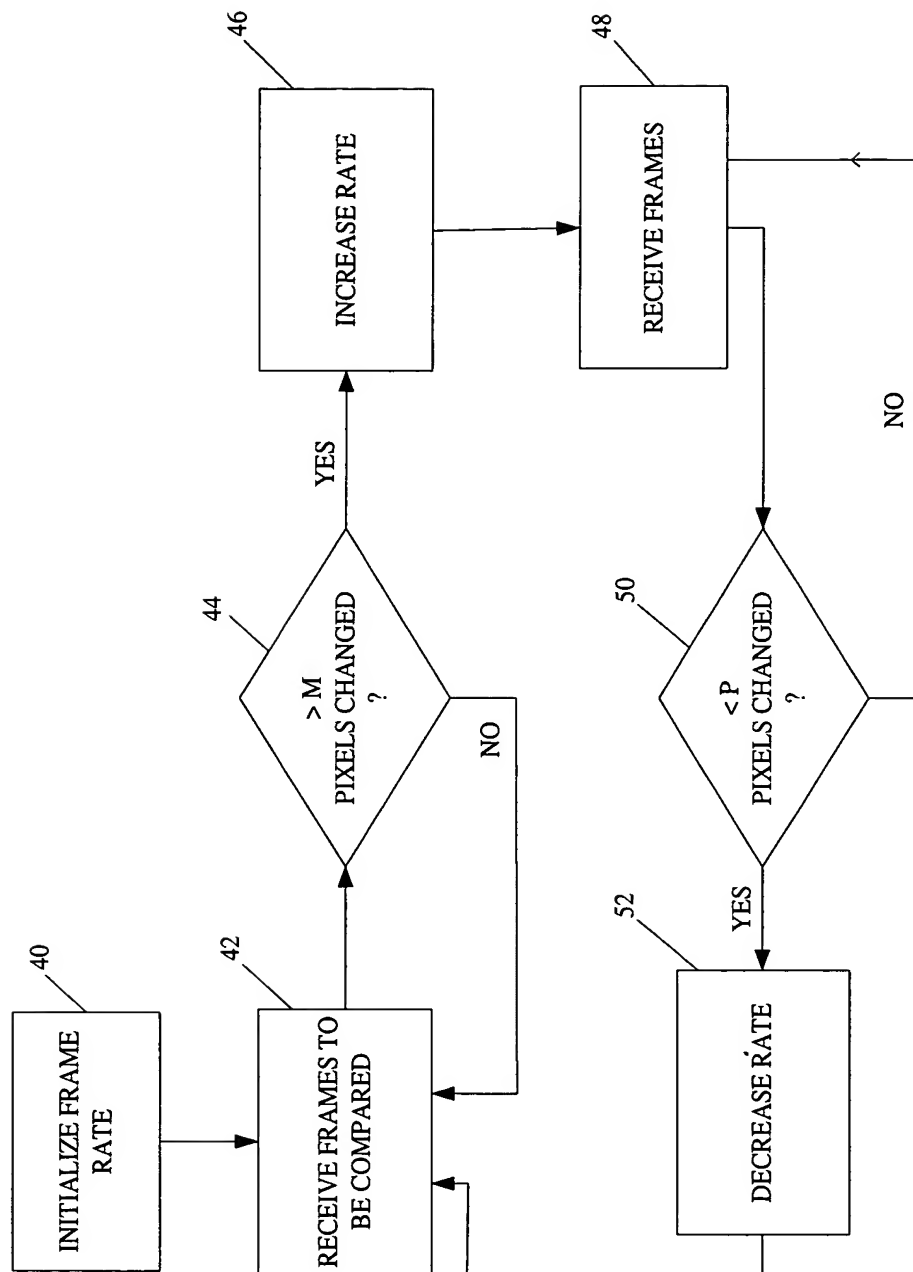 40
INITIALIZE FRAME
RATE
42
RECEIVE FRAMES TO
BE COMPARED
44
> M
PIXELS CHANGED
?
YES
NO
46
INCREASE RATE
48
RECEIVE FRAMES
50
< P
PIXELS CHANGED
?
YES
NO
52
DECREASE RATE